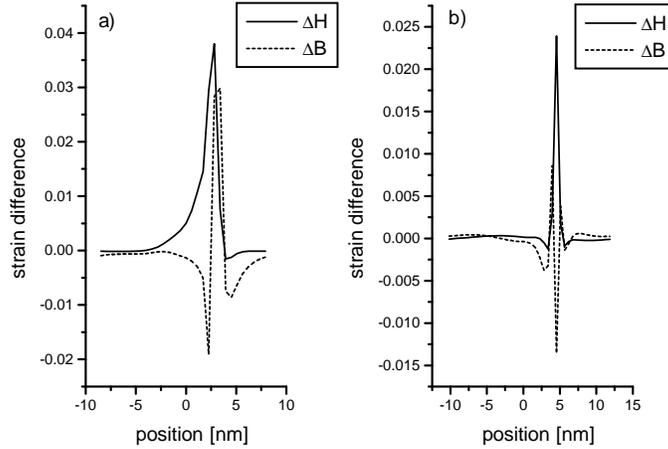 a)
ΔH
ΔB
0.04
0.03
0.02
0.01
0.00
-0.01
-0.02
strain difference
-10 -5 0 5 10
position [nm]
b)
ΔH
ΔB
0.025
0.020
0.015
0.010
0.005
0.000
-0.005
-0.010
-0.015
strain difference
-10 -5 0 5 10 15
position [nm]